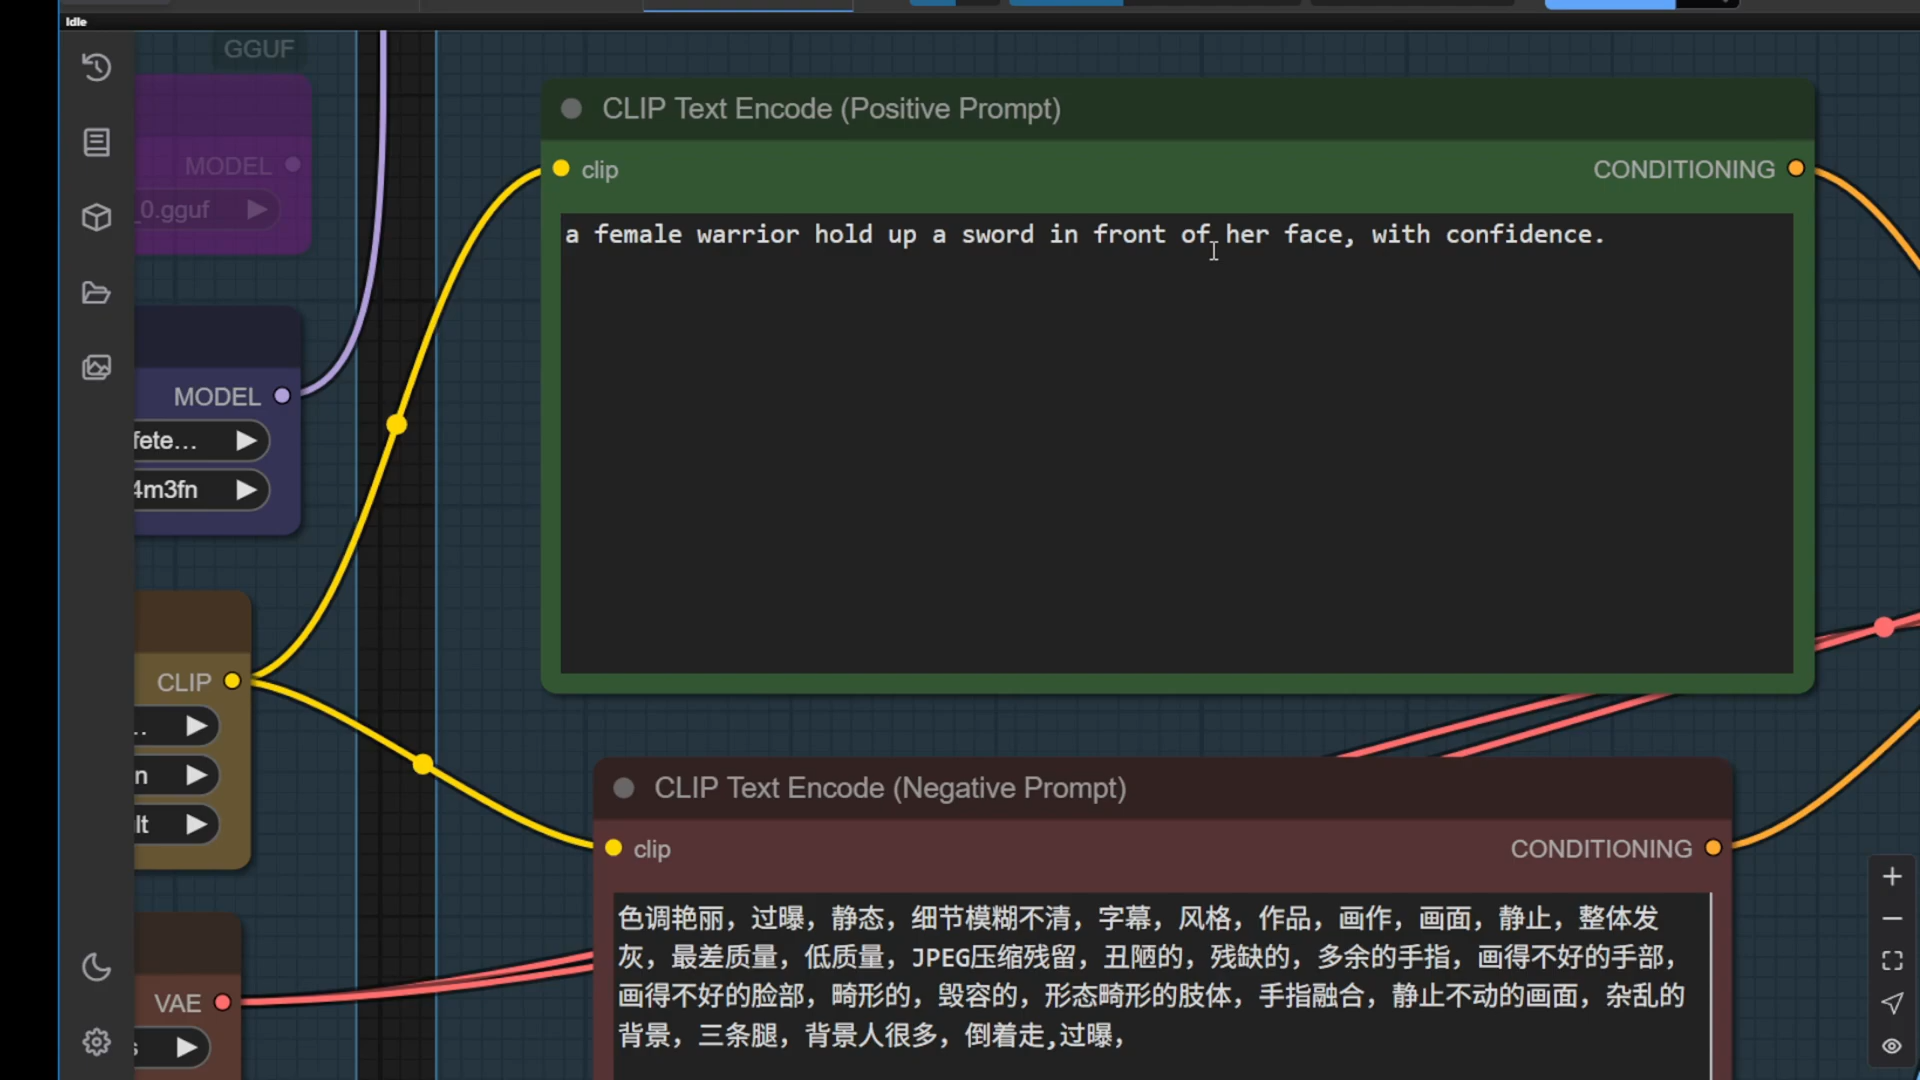 Idle
GGUF
CLIP Text Encode (Positive Prompt)
clip
CONDITIONING
MODEL
_0.gguf
a female warrior hold up a sword in front of her face, with confidence.
MODEL
fete...
4m3fn
CLIP
..
n
lt
CLIP Text Encode (Negative Prompt)
clip
CONDITIONING
色调艳丽，过曝，静态，细节模糊不清，字幕，风格，作品，画作，画面，静止，整体发
灰，最差质量，低质量，JPEG压缩残留，丑陋的，残缺的，多余的手指，画得不好的手部，
画得不好的脸部，畸形的，毁容的，形态畸形的肢体，手指融合，静止不动的画面，杂乱的
背景，三条腿，背景人很多，倒着走,过曝，
VAE
s